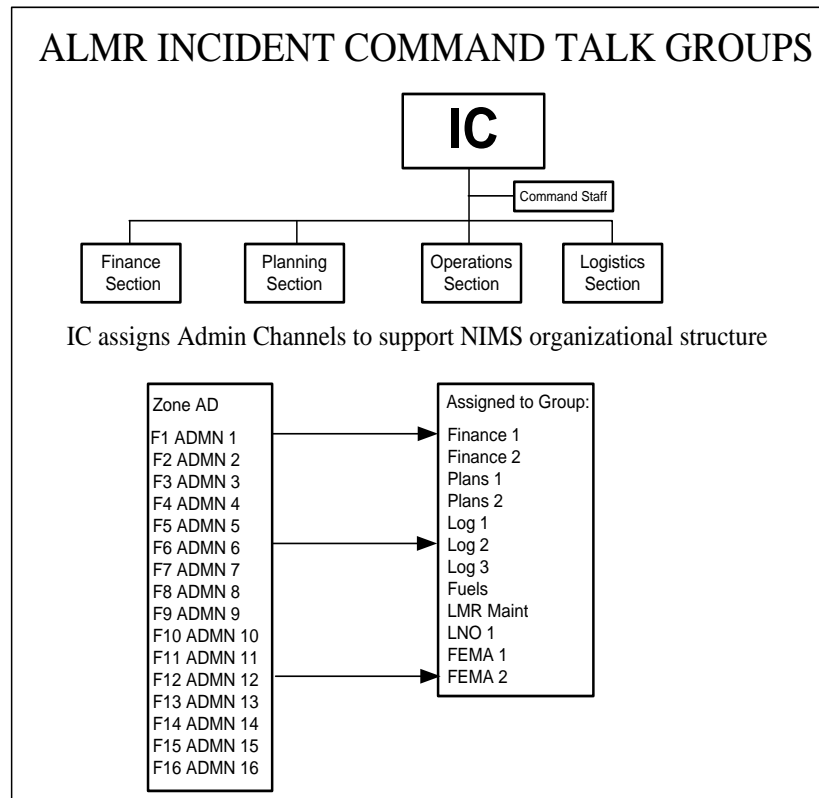 ALMR INCIDENT COMMAND TALK GROUPS
IC
Command Staff
Finance
Section
Planning
Section
Operations
Section
Logistics
Section
IC assigns Admin Channels to support NIMS organizational structure
Zone AD
F1 ADMN 1
F2 ADMN 2
F3 ADMN 3
F4 ADMN 4
F5 ADMN 5
F6 ADMN 6
F7 ADMN 7
F8 ADMN 8
F9 ADMN 9
F10 ADMN 10
F11 ADMN 11
F12 ADMN 12
F13 ADMN 13
F14 ADMN 14
F15 ADMN 15
F16 ADMN 16
Assigned to Group:
Finance 1
Finance 2
Plans 1
Plans 2
Log 1
Log 2
Log 3
Fuels
LMR Maint
LNO 1
FEMA 1
FEMA 2